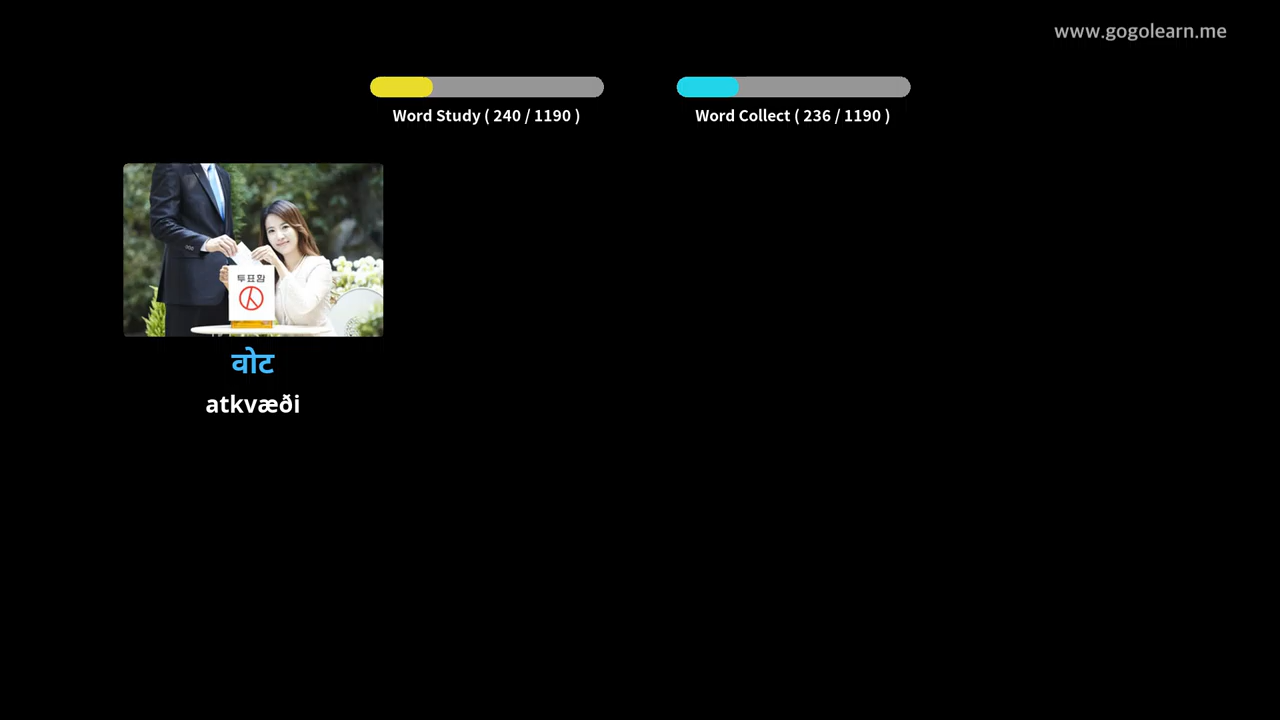 www.gogolearn.me
Word Study ( 240 / 1190 )
Word Collect ( 236 / 1190 )
투표함
वोट
atkvæði